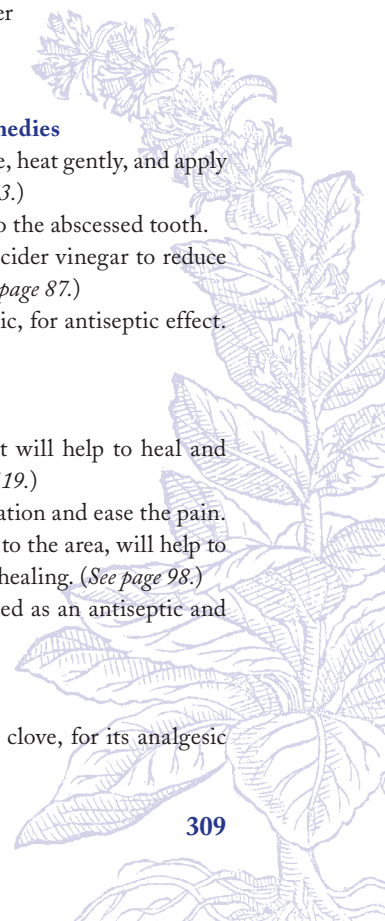 er
nedies
e, heat gently, and apply
3.)
o the abscessed tooth.
cider vinegar to reduce
page 87.)
ic, for antiseptic effect.
t will help to heal and
19.)
ation and ease the pain.
to the area, will help to
healing. (See page 98.)
ed as an antiseptic and
clove, for its analgesic
309